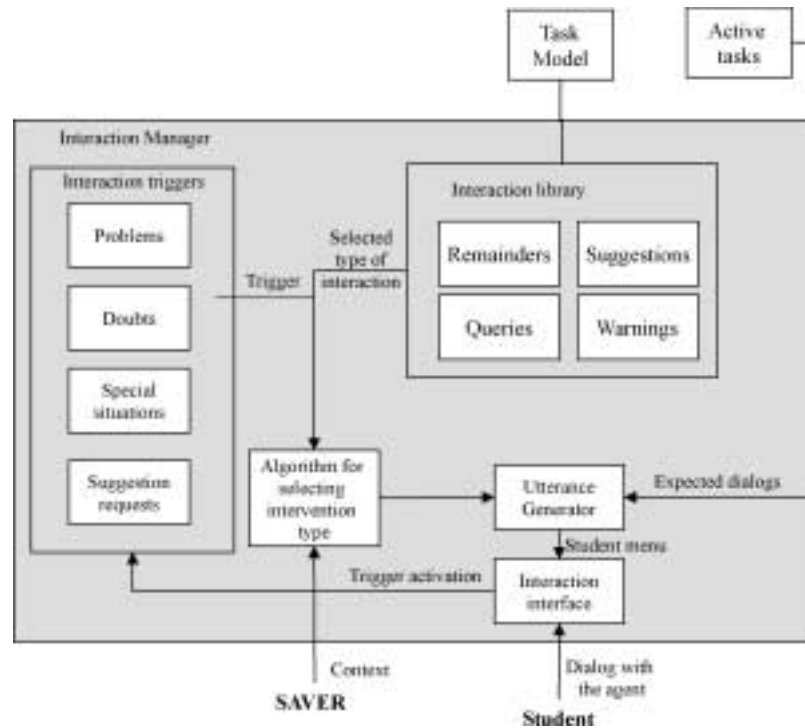 Task
Model
Active
tasks
Interaction Manager
Interaction triggers
Problems
Doubts
Special
situations
Suggestion
requests
Trigger
Selected
type of
interaction
Interaction library
Remainders
Suggestions
Queries
Warnings
Algorithm for
selecting
intervention
type
Utterance
Generator
Expected dialogs
Student menu
Trigger activation
Interaction
interface
Context
SAVER
Dialog with
the agent
Student